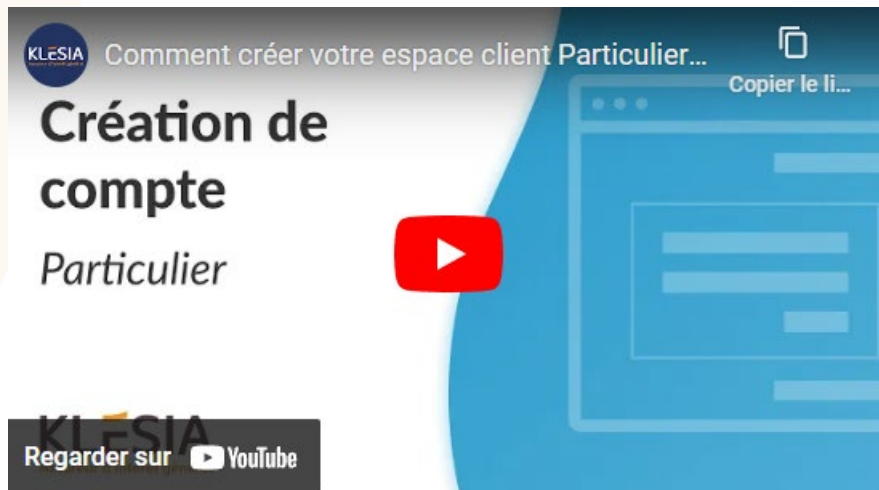 KLESIA
Comment créer votre espace client Particulier...
Copier le li...
Création de
compte
Particulier
KLESIA
Regarder sur YouTube